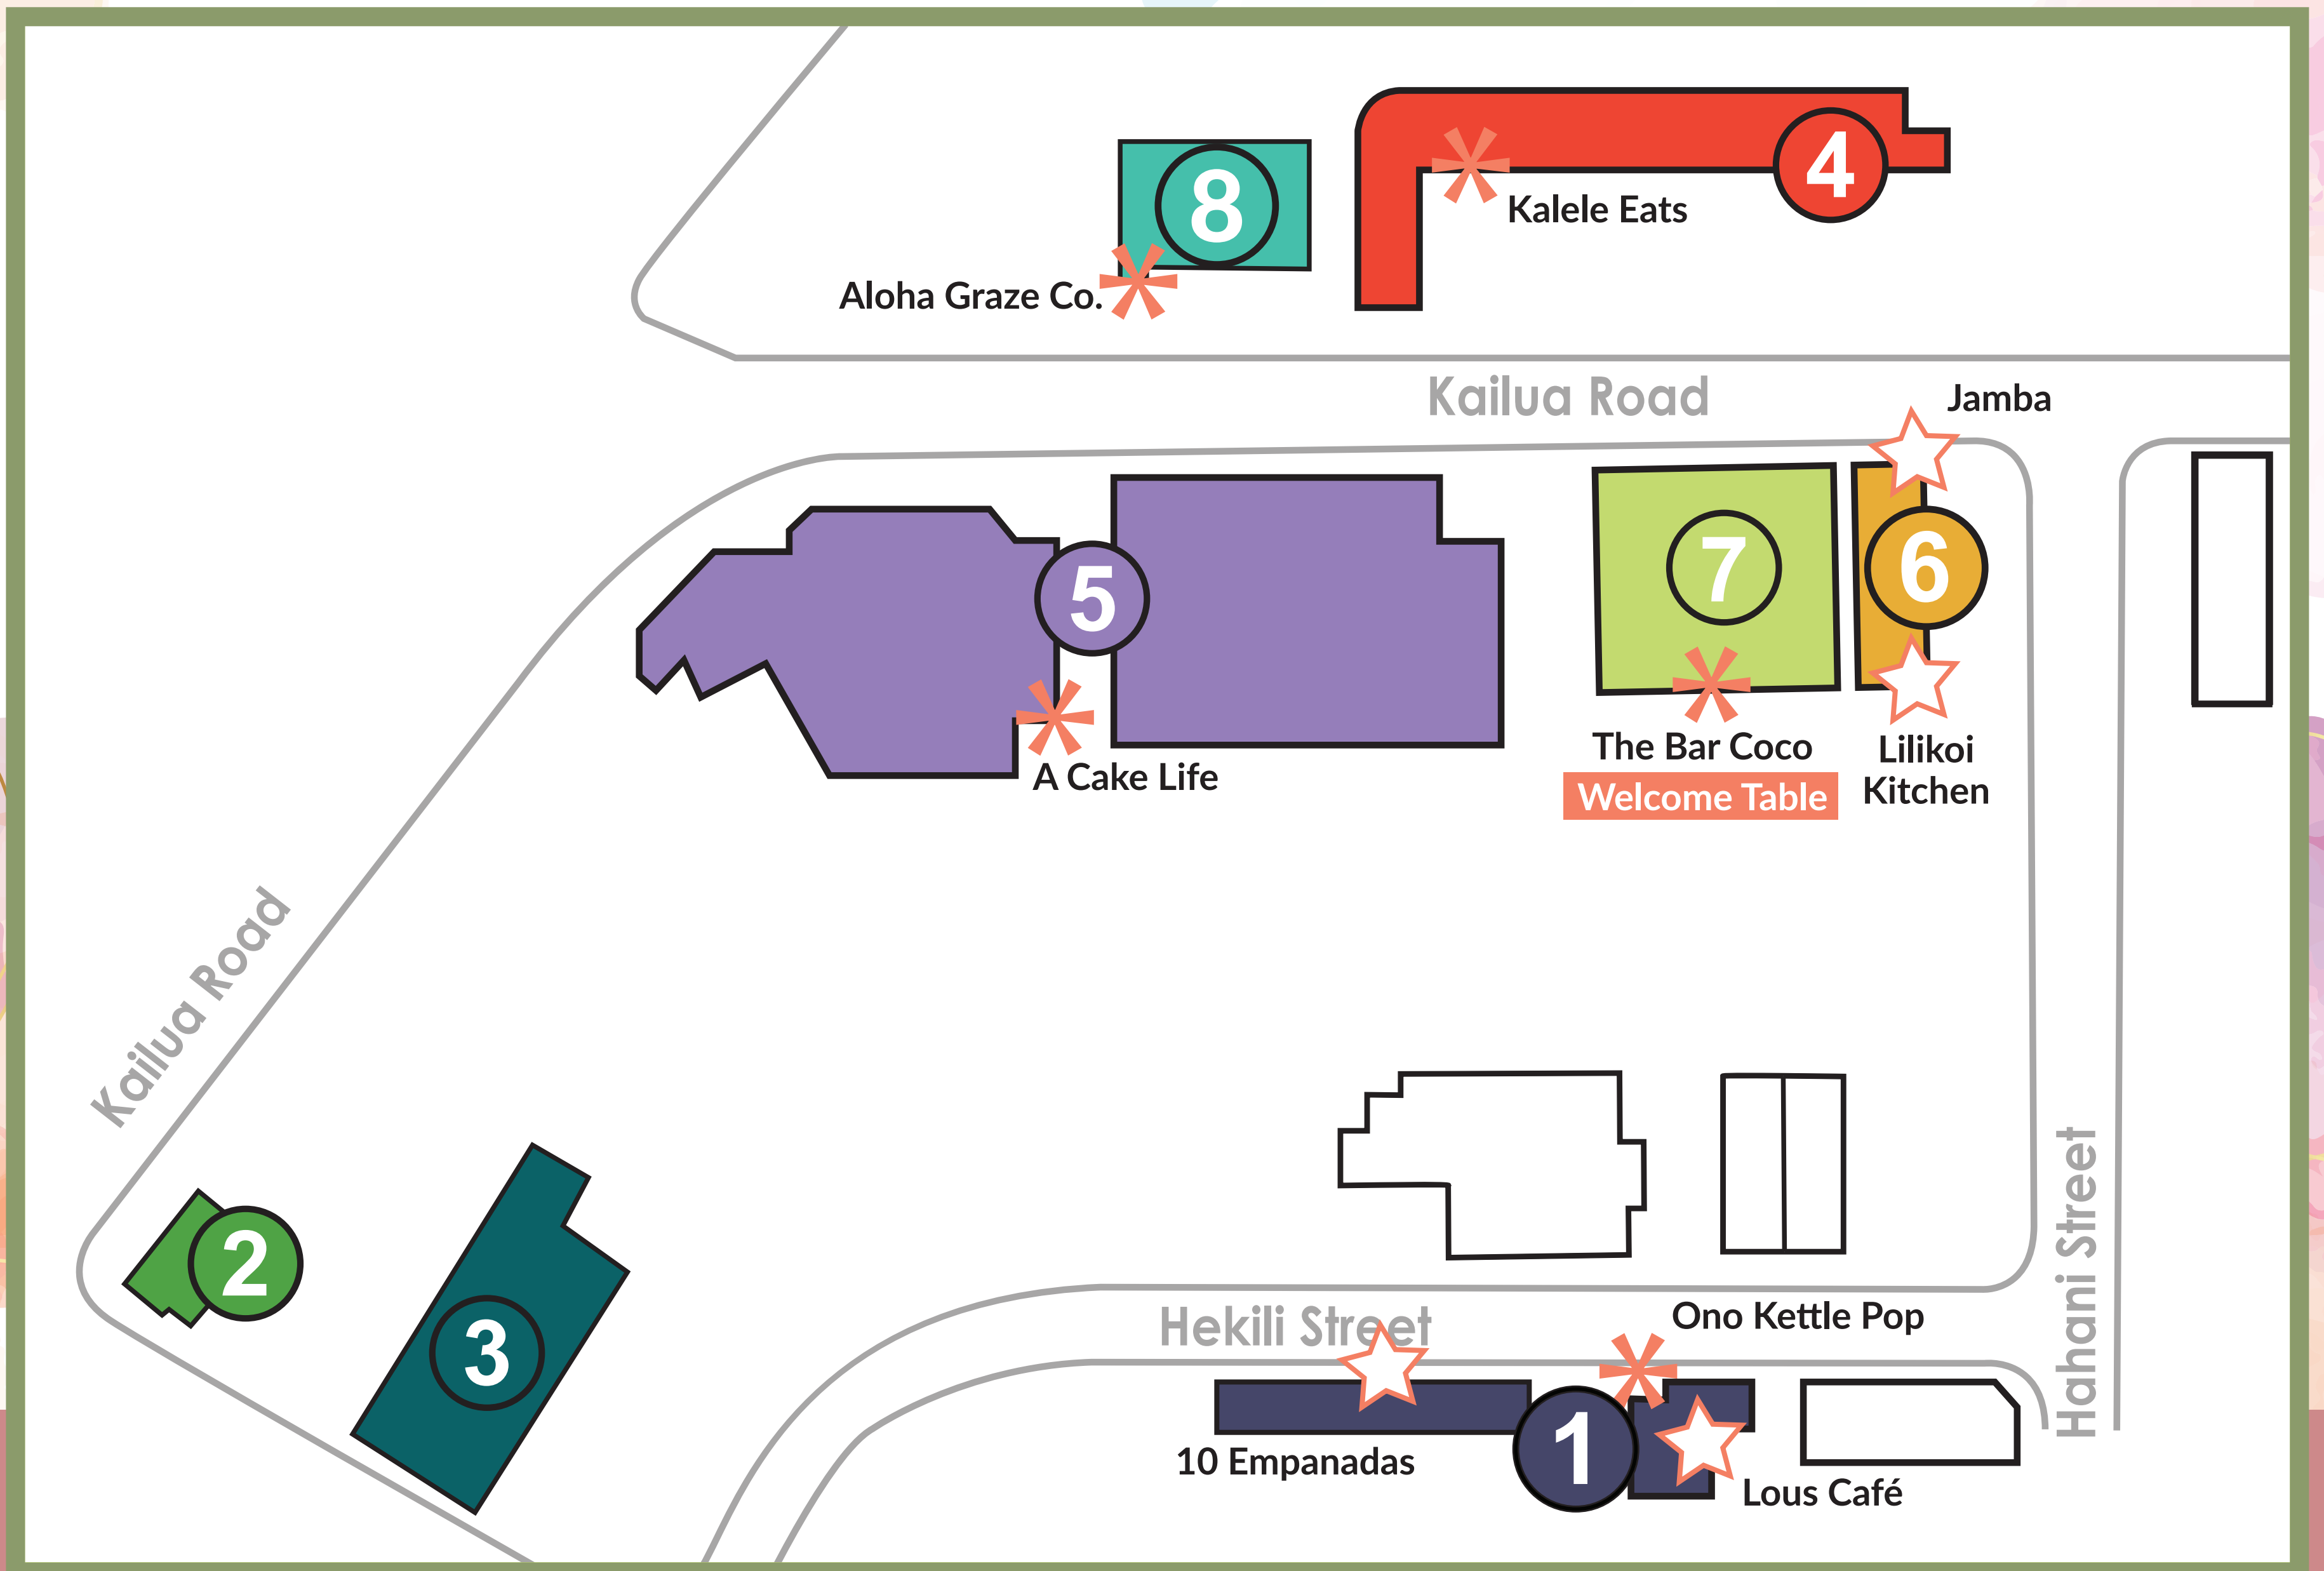 4
8
Kalele Eats
Aloha Graze Co.
Kailua Road
Jamba
5
7
6
The Bar Coco
Welcome Table
Lilikoi
Kitchen
A Cake Life
Kailua Road
2
3
Hahani Street
Hekili Street
Ono Kettle Pop
1
10 Empanadas
Lous Café